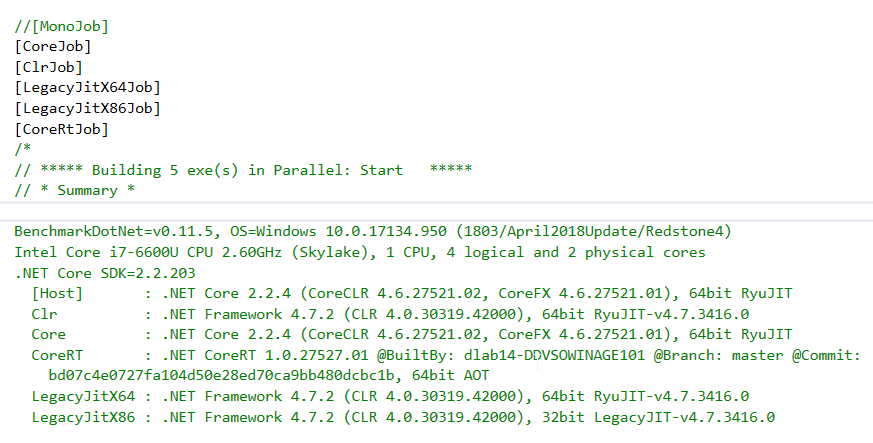 //[MonoJob]
[CoreJob]
[ClrJob]
[LegacyJitX64Job]
[LegacyJitX86Job]
[CoreRtJob]
/*
// ***** Building 5 exe(s) in Parallel: Start   *****
// * Summary *
BenchmarkDotNet=v0.11.5, OS=Windows 10.0.17134.950 (1803/April2018Update/Redstone4)
Intel Core i7-6600U CPU 2.60GHz (Skylake), 1 CPU, 4 logical and 2 physical cores
.NET Core SDK=2.2.203
  [Host]       : .NET Core 2.2.4 (CoreCLR 4.6.27521.02, CoreFX 4.6.27521.01), 64bit RyuJIT
  Clr          : .NET Framework 4.7.2 (CLR 4.0.30319.42000), 64bit RyuJIT-v4.7.3416.0
  Core         : .NET Core 2.2.4 (CoreCLR 4.6.27521.02, CoreFX 4.6.27521.01), 64bit RyuJIT
  CoreRT       : .NET CoreRT 1.0.27527.01 @BuiltBy: dlab14-DDVSOWINAGE101 @Branch: master @Commit:
    bd07c4e0727fa104d50e28ed70ca9bb480dcbc1b, 64bit AOT
  LegacyJitX64 : .NET Framework 4.7.2 (CLR 4.0.30319.42000), 64bit RyuJIT-v4.7.3416.0
  LegacyJitX86 : .NET Framework 4.7.2 (CLR 4.0.30319.42000), 32bit LegacyJIT-v4.7.3416.0